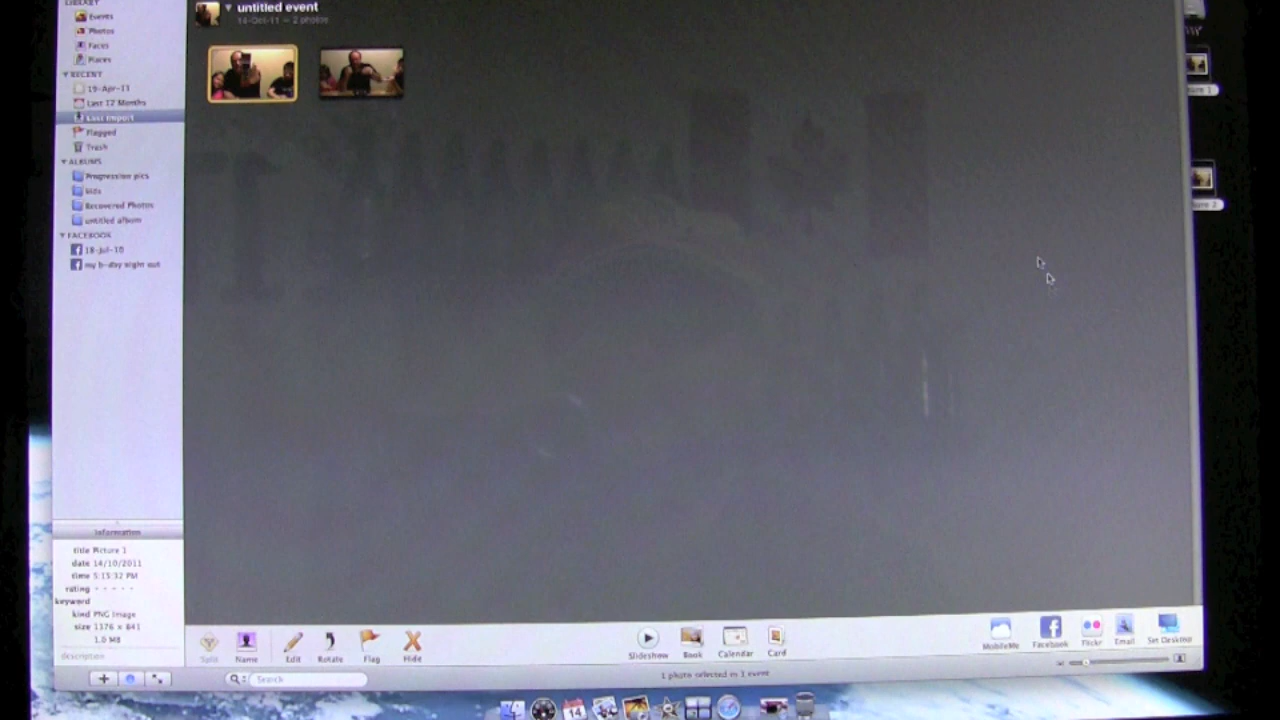 LIBRARY
Events
Photos
Faces
Places
RECENT
19-Apr-11
Last 12 Months
Last Import
Flagged
Trash
ALBUMS
Progression pics
Kids
Recovered Photos
untitled album
FACEBOOK
18-Jul-10
my b-day night out
untitled event
14-Oct-11 – 2 photos
Information
title Picture 1
date 14/10/2011
time 5:13:32 PM
rating
keyword
kind PNG Image
size 1376 × 841
1.0 MB
description
Split
Name
Edit
Rotate
Flag
Hide
Slideshow
Book
Calendar
Card
MobileMe
Facebook
Flickr
Email
Set Desktop
Search
1 photo selected in 1 event
14